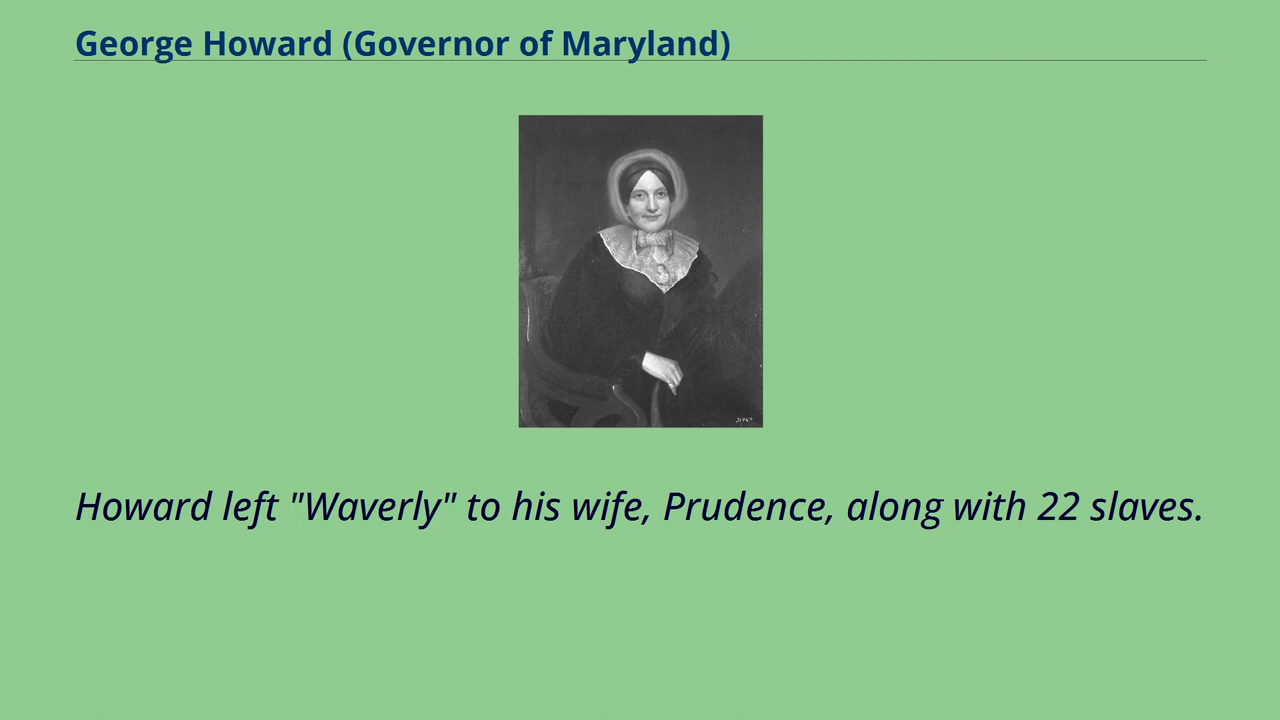 George Howard (Governor of Maryland)
Howard left "Waverly" to his wife, Prudence, along with 22 slaves.